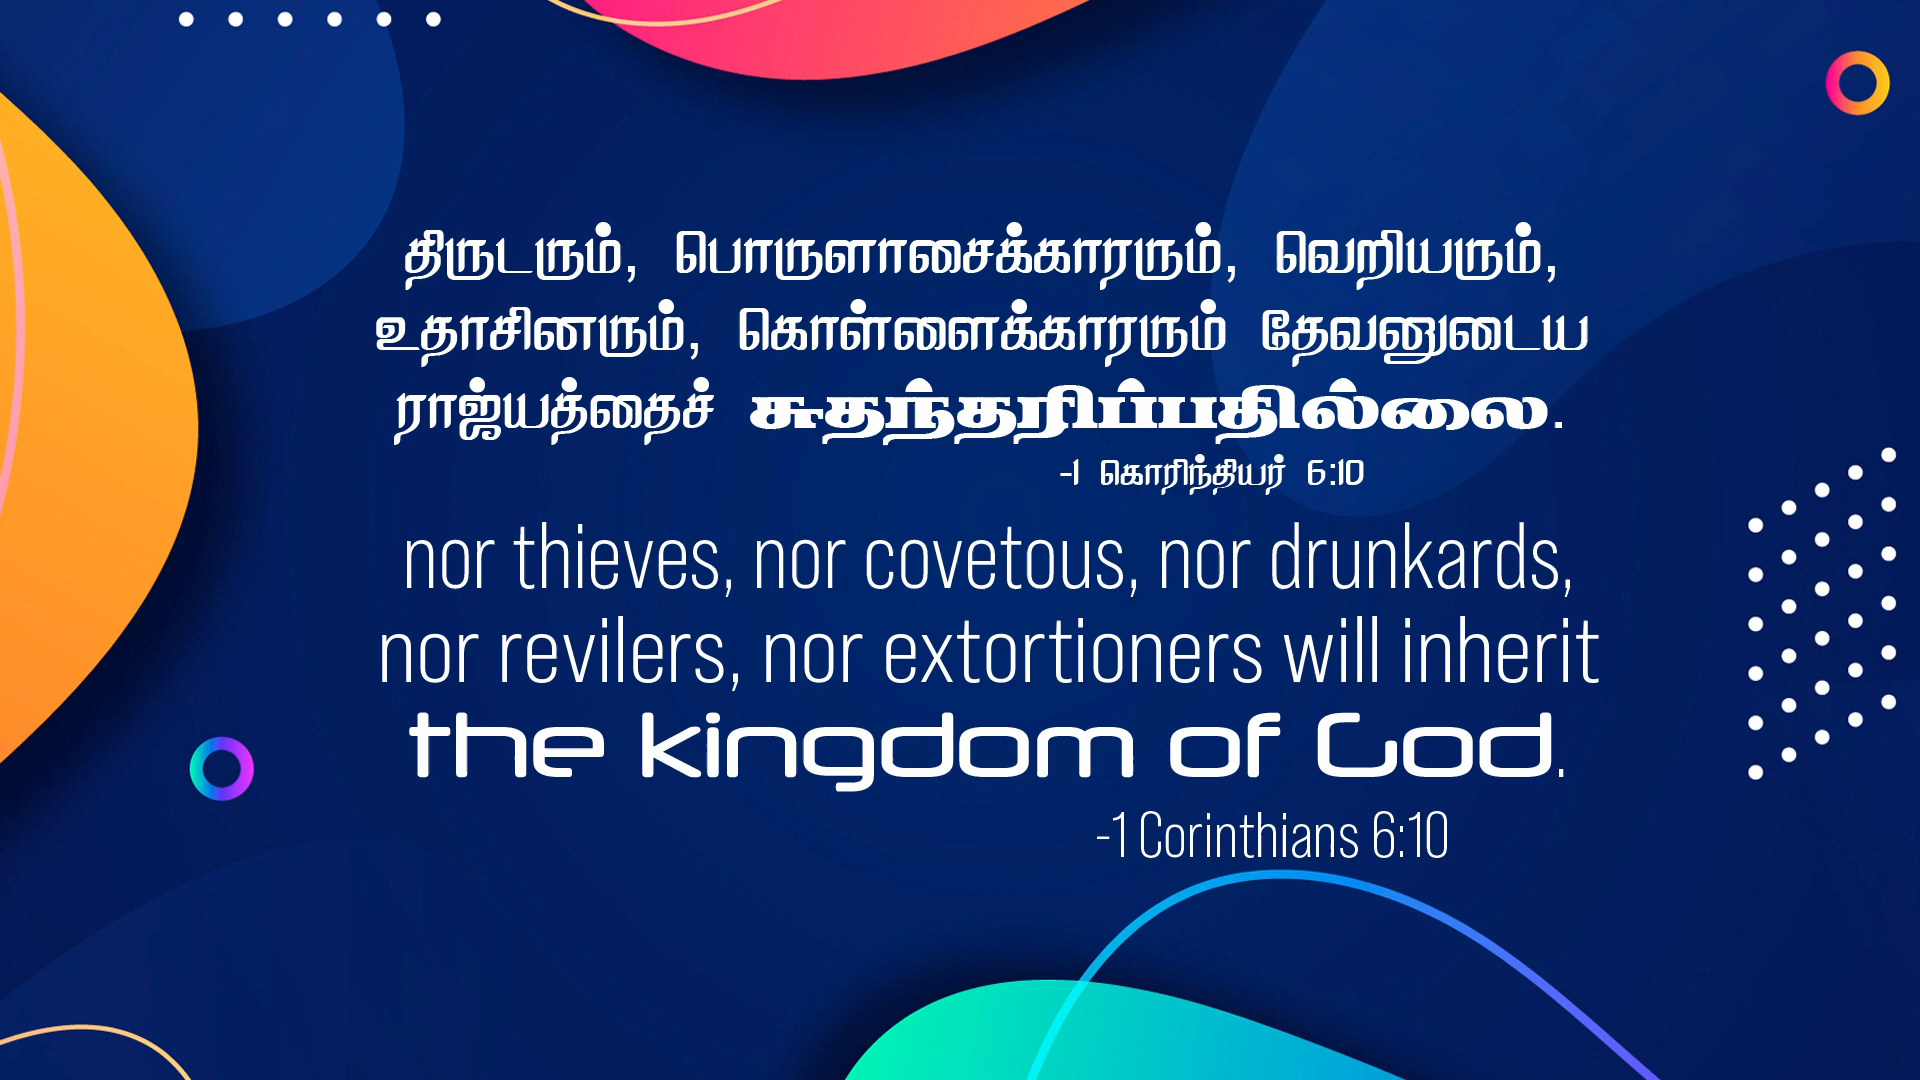 திருடரும், பொருளாசைக்காரரும், வெறியரும்,
உதாசினரும், கொள்ளைக்காரரும் தேவனுடைய
ராஜ்யத்தைச் சுதந்தரிப்பதில்லை.
-1 கொரிந்தியர் 6:10
nor thieves, nor covetous, nor drunkards,
nor revilers, nor extortioners will inherit
the kingdom of God.
-1 Corinthians 6:10